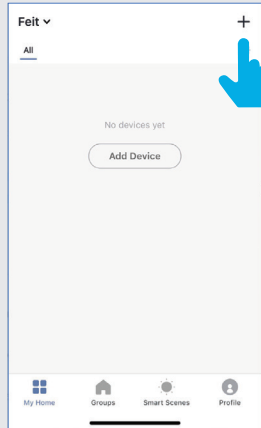 Feit
All
No devices yet
Add Device
My Home Groups Smart Scenes Profile